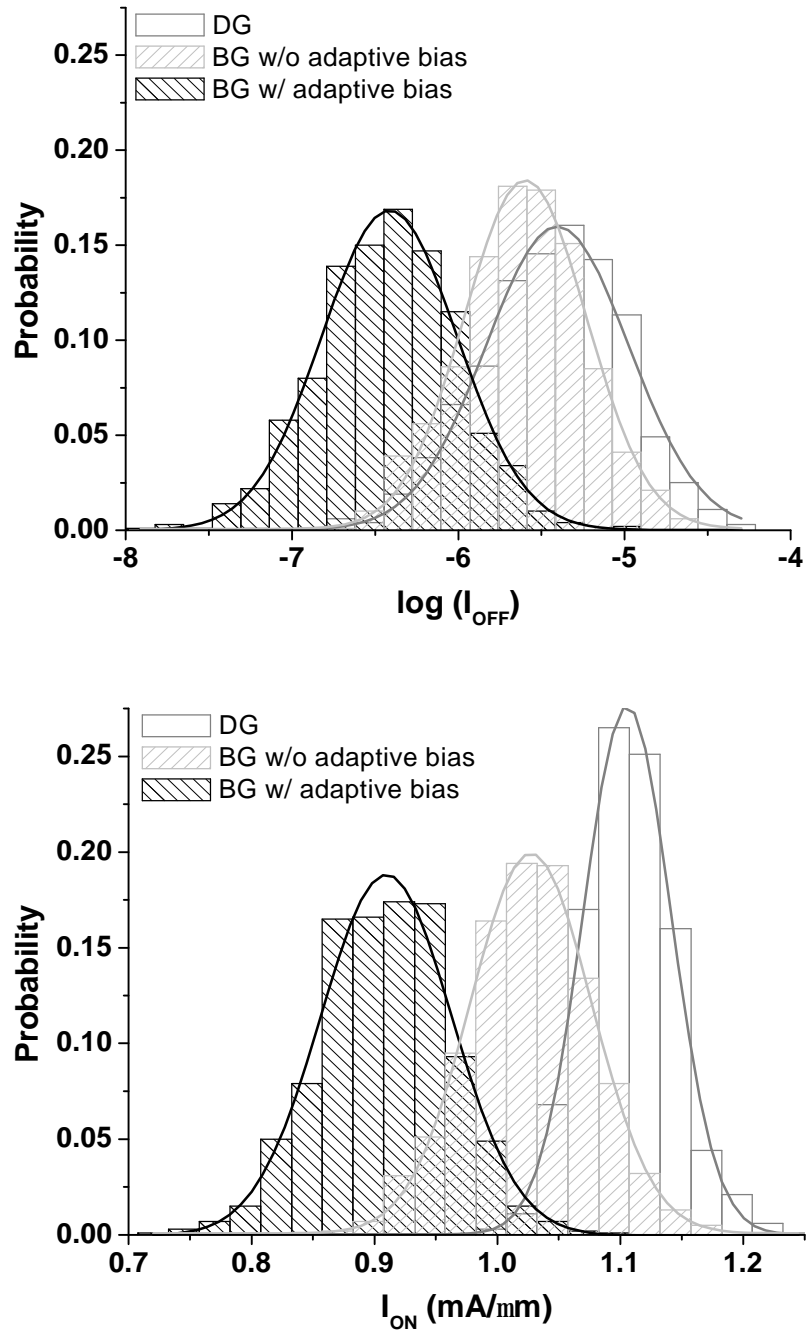 0.25
0.20
0.15
0.10
0.05
0.00
Probability
DG
BG w/o adaptive bias
BG w/ adaptive bias
-8 -7 -6 -5 -4
log (I_OFF)
0.25
0.20
0.15
0.10
0.05
0.00
Probability
DG
BG w/o adaptive bias
BG w/ adaptive bias
0.7 0.8 0.9 1.0 1.1 1.2
I_ON (mA/mm)